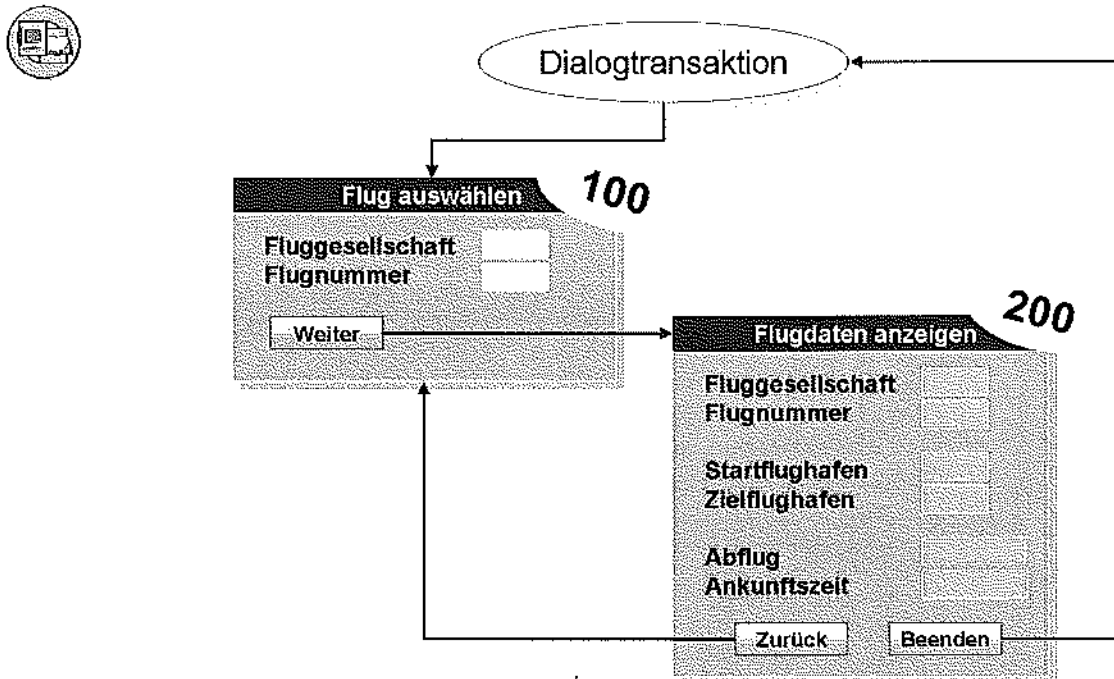 Dialogtransaktion
Flug auswählen
100
Fluggesellschaft
Flugnummer
Weiter
200
Flugdaten anzeigen
Fluggesellschaft
Flugnummer
Startflughafen
Zielflughafen
Abflug
Ankunftszeit
Zurück
Beenden